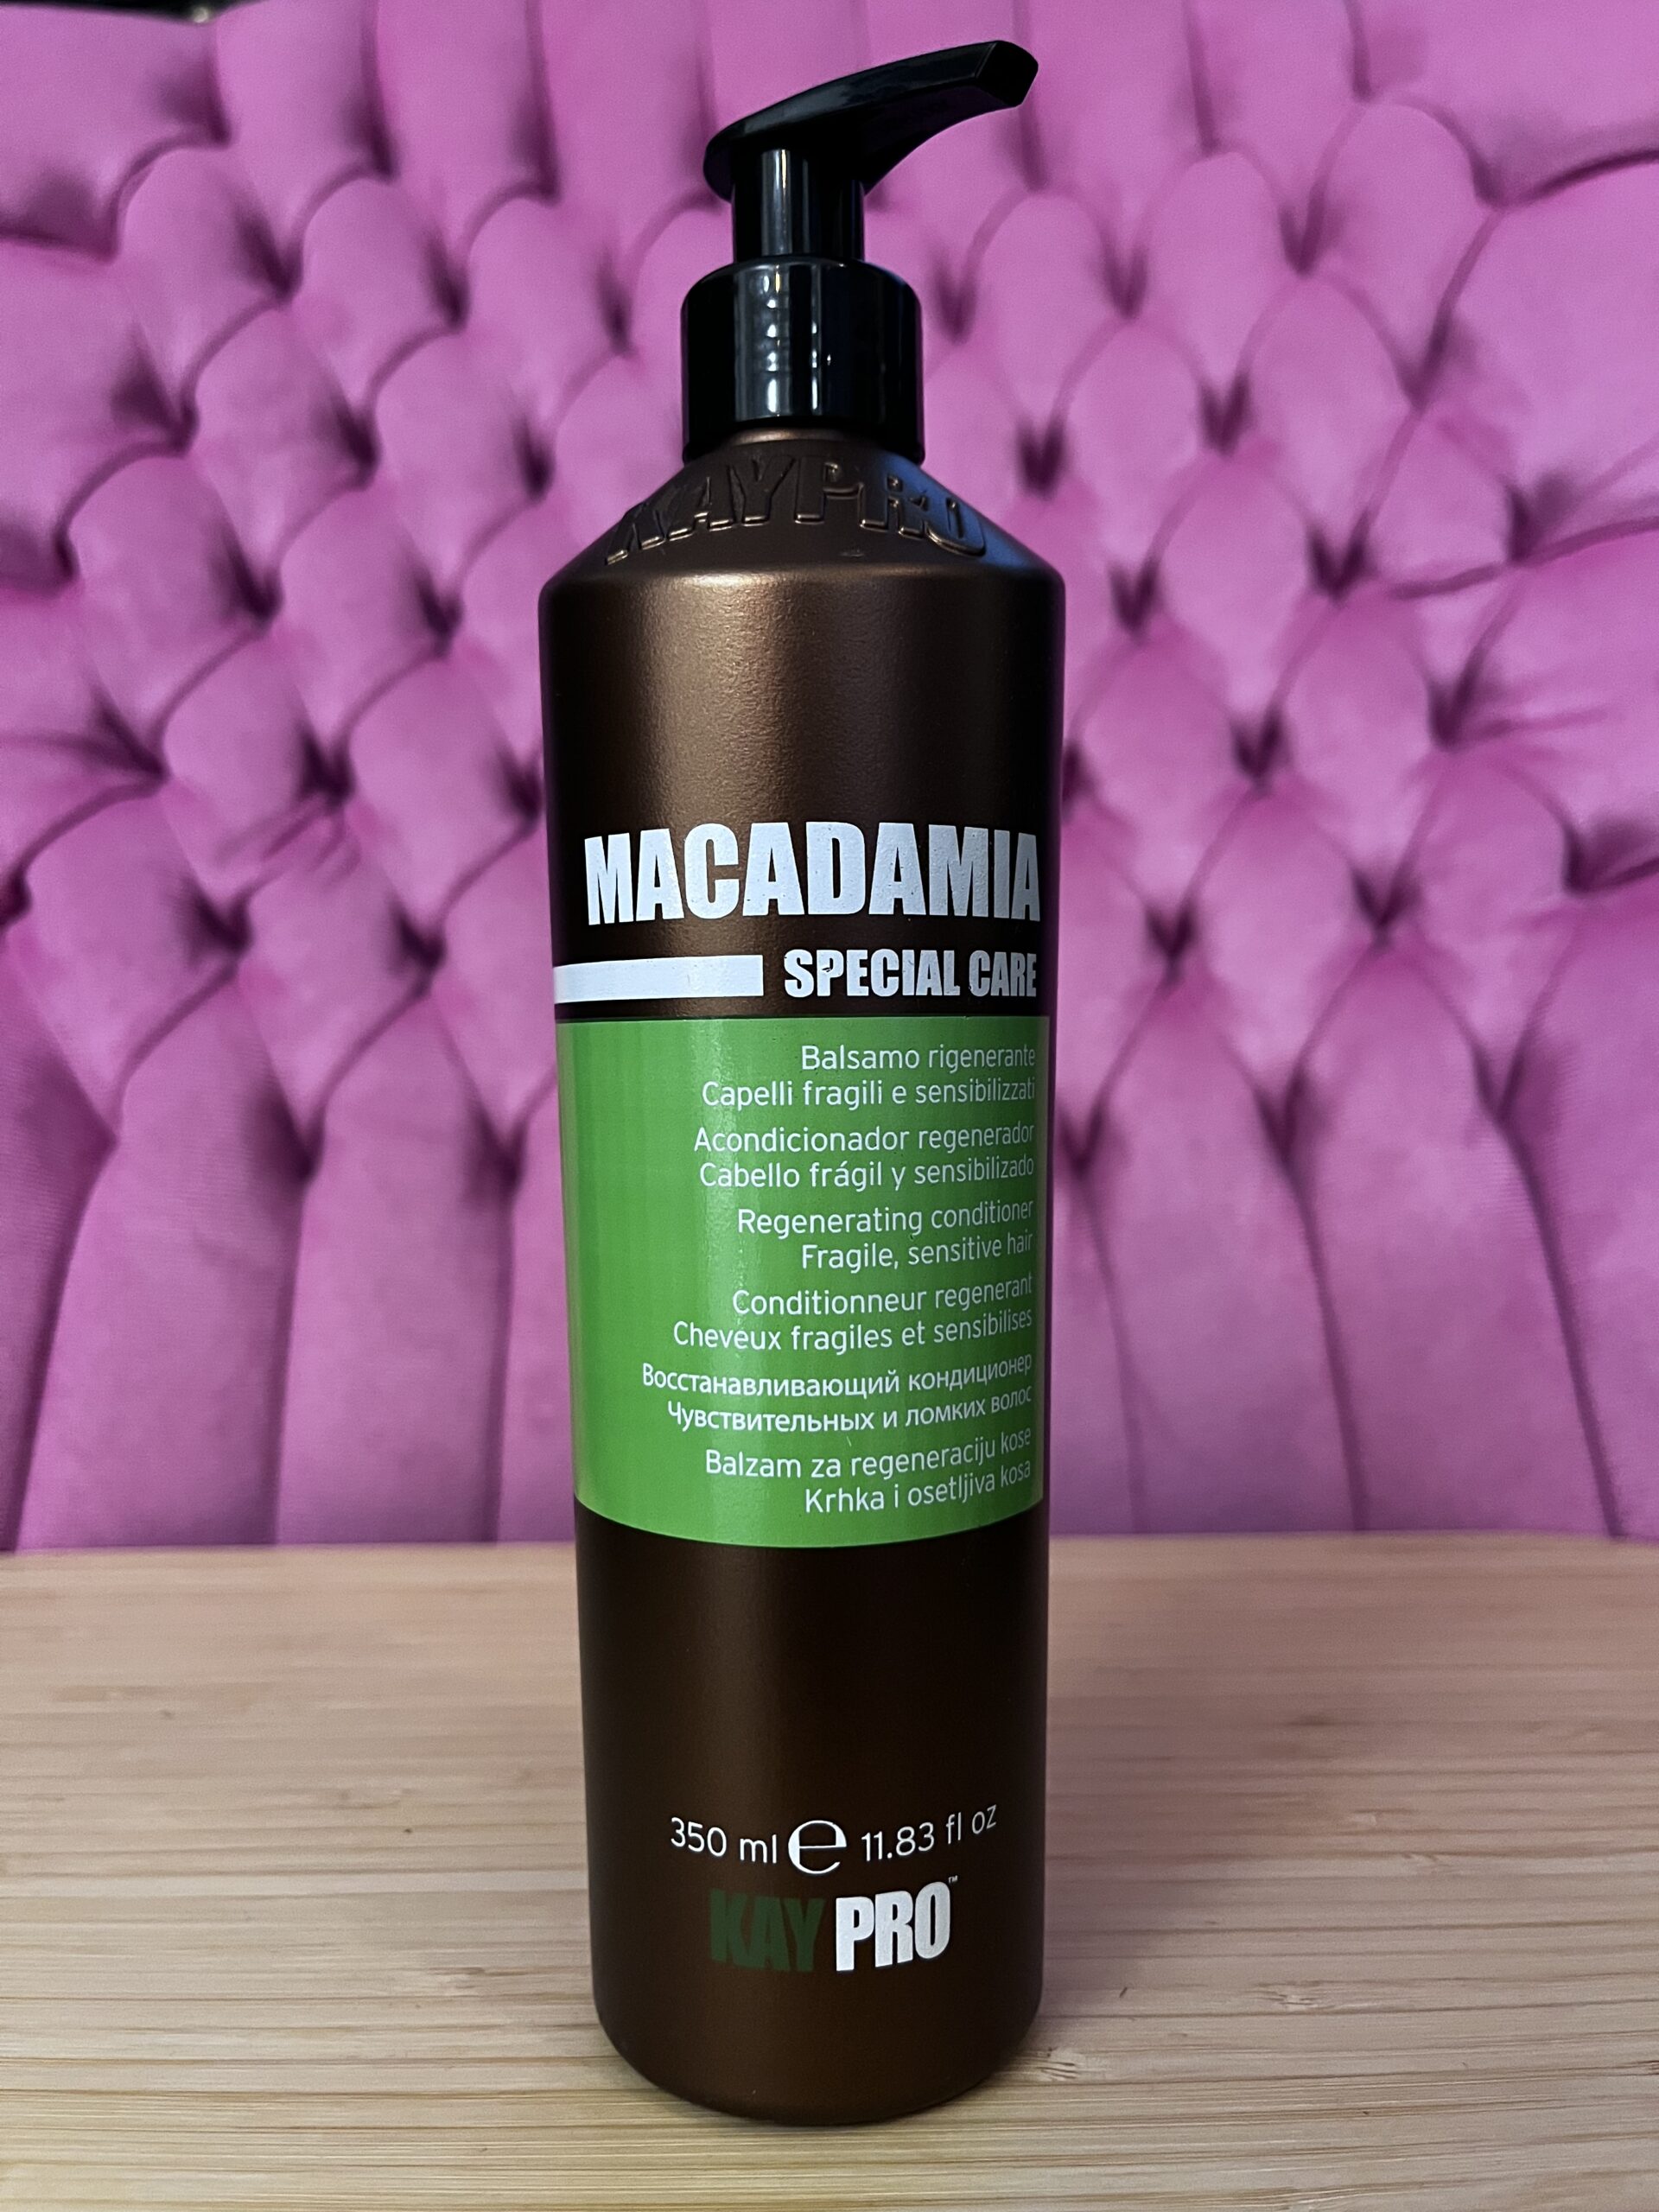 KAYPRO
MACADAMIA
SPECIAL CARE
Balsamo rigenerante
Capelli fragili e sensibilizzati
Acondicionador regenerador
Cabello frágil y sensibilizado
Regenerating conditioner
Fragile, sensitive hair
Conditionneur regenerant
Cheveux fragiles et sensibilises
Восстанавливающий кондиционер
Чувствительных и ломких волос
Balzam za regeneraciju kose
Krhka i osetljiva kosa
350 ml ℮ 11.83 fl oz
KAYPRO™